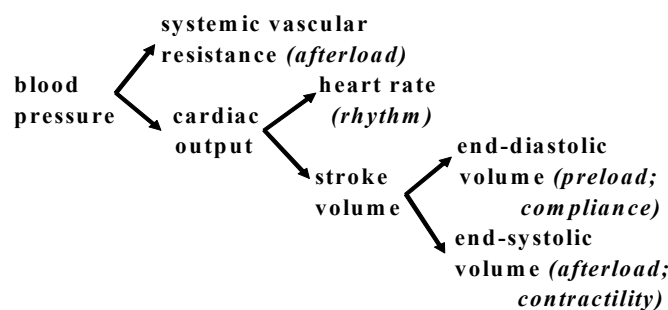 systemic vascular
resistance (afterload)
blood
pressure
heart rate
(rhythm)
cardiac
output
end-diastolic
volume (preload;
compliance)
stroke
volume
end-systolic
volume (afterload;
contractility)